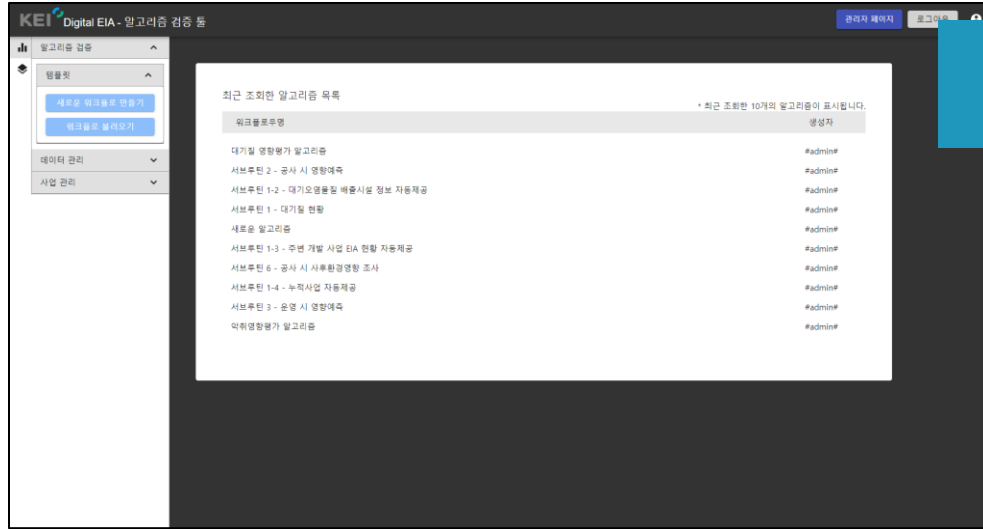 KEI Digital EIA - 알고리즘 검증 툴
관리자 페이지
알고리즘 검증
템플릿
새로운 워크플로 만들기
워크플로 불러오기
데이터 관리
사업 관리
최근 조회한 알고리즘 목록
* 최근 조회한 10개의 알고리즘이 표시됩니다.
워크플로우명 생성자
대기질 영향평가 알고리즘 #admin#
서브루틴 2 - 공사 시 영향예측 #admin#
서브루틴 1-2 - 대기오염물질 배출시설 정보 자동제공 #admin#
서브루틴 1 - 대기질 현황 #admin#
새로운 알고리즘 #admin#
서브루틴 1-3 - 주변 개발 사업 EIA 현황 자동제공 #admin#
서브루틴 6 - 공사 시 사후환경영향 조사 #admin#
서브루틴 1-4 - 누적사업 자동제공 #admin#
서브루틴 3 - 운영 시 영향예측 #admin#
악취영향평가 알고리즘 #admin#